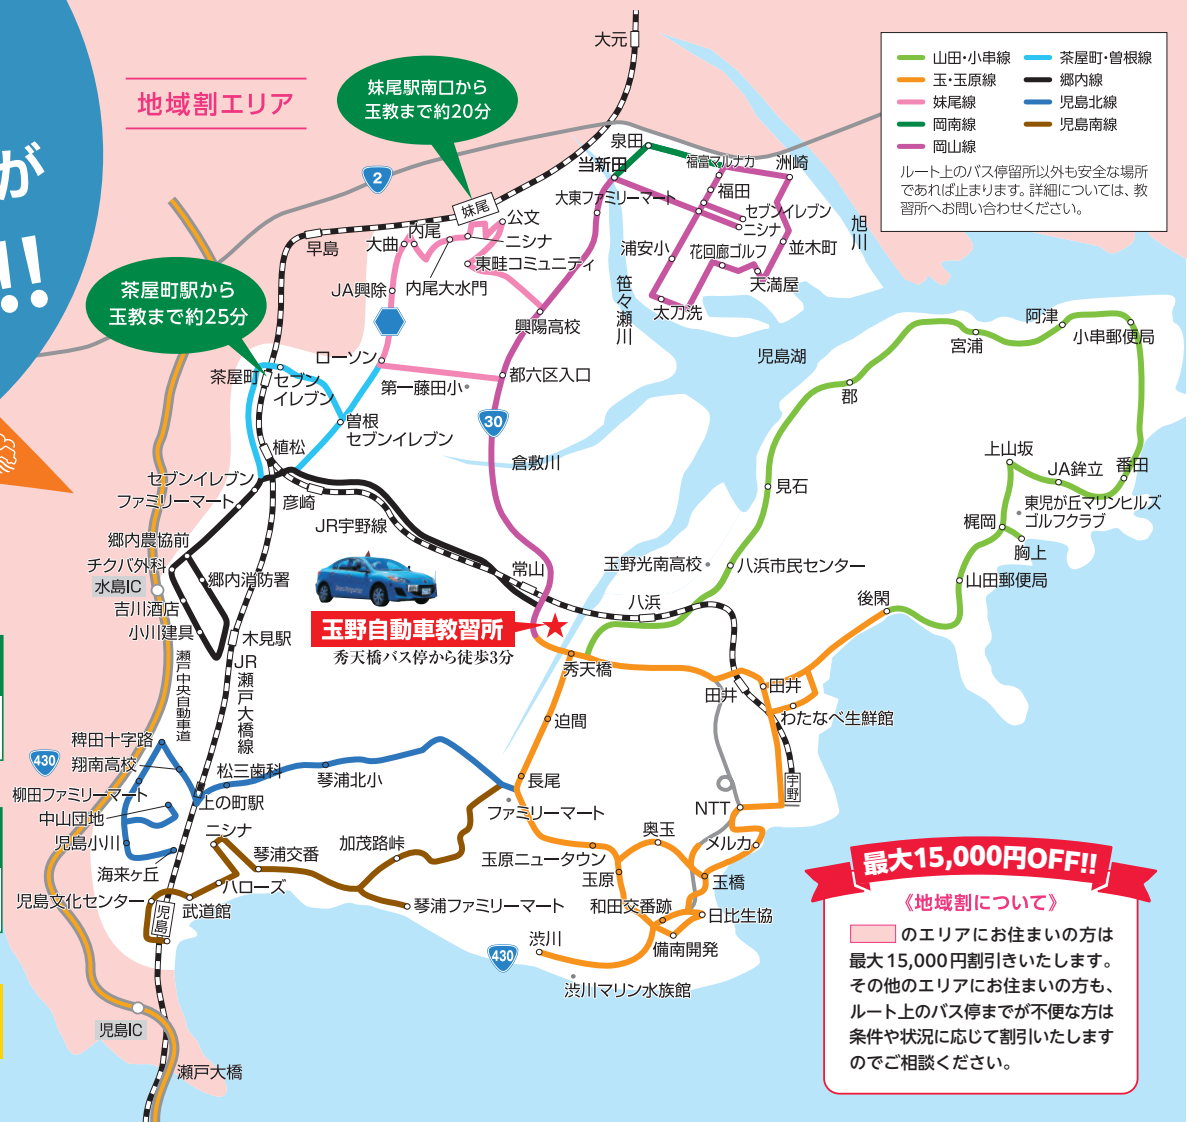 が
!!
地域割エリア
妹尾駅南口から
玉教まで約20分
茶屋町駅から
玉教まで約25分
山田・小串線
玉・玉原線
妹尾線
岡南線
岡山線
茶屋町・曽根線
郷内線
児島北線
児島南線
ルート上のバス停留所以外も安全な場所
であれば止まります。詳細については、教
習所へお問い合わせください。
大元
泉田
当新田
福富マルナカ
洲崎
2
大東ファミリーマート
福田
セブンイレブン
ニシナ
旭川
妹尾
公文
内尾
大曲
ニシナ
早島
東畦コミュニティ
浦安小
花回廊ゴルフ
並木町
天満屋
JA興除
内尾大水門
笹々瀬川
太刀洗
興陽高校
阿津
小串郵便局
宮浦
児島湖
ローソン
茶屋町
セブン
イレブン
第一藤田小
都六区入口
郡
30
曽根
セブンイレブン
植松
倉敷川
上山坂
JA鉾立
番田
セブンイレブン
ファミリーマート
見石
彦崎
東児が丘マリンヒルズ
ゴルフクラブ
JR宇野線
梶岡
胸上
郷内農協前
チクバ外科
水島IC
郷内消防署
常山
玉野光南高校
八浜市民センター
山田郵便局
吉川酒店
小川建具
八浜
後閑
玉野自動車教習所
秀天橋バス停から徒歩3分
木見駅
JR瀬戸大橋線
瀬戸中央自動車道
秀天橋
田井
田井
わたなべ生鮮館
迫間
稗田十字路
430
翔南高校
松三歯科
琴浦北小
長尾
宇野
柳田ファミリーマート
上の町駅
ファミリーマート
NTT
中山団地
ニシナ
奥玉
メルカ
児島小川
琴浦交番
加茂路峠
玉原ニュータウン
海来ヶ丘
ハローズ
玉原
玉橋
児島文化センター
武道館
琴浦ファミリーマート
和田交番跡
日比生協
児島
渋川
備南開発
430
渋川マリン水族館
児島IC
瀬戸大橋
最大15,000円OFF!!
《地域割について》
のエリアにお住まいの方は
最大15,000円割引きいたします。
その他のエリアにお住まいの方も、
ルート上のバス停までが不便な方は
条件や状況に応じて割引いたします
のでご相談ください。